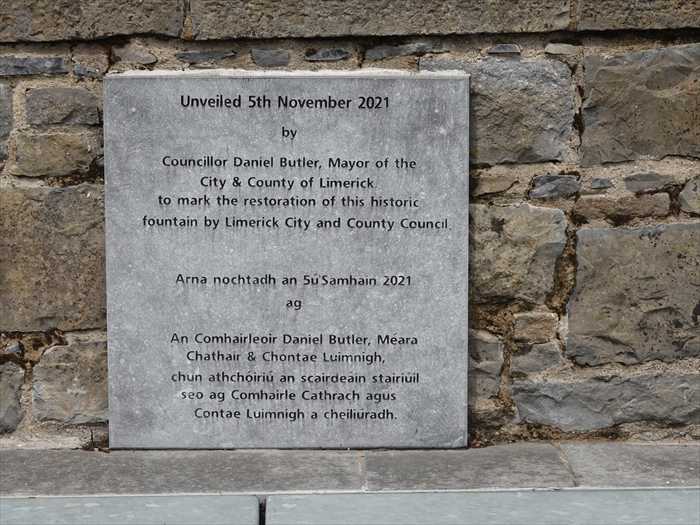 Unveiled 5th November 2021
by
Councillor Daniel Butler, Mayor of the
City & County of Limerick.
to mark the restoration of this historic
fountain by Limerick City and County Council.
Arna nochtadh an 5ú Samhain 2021
ag
An Comhairleoir Daniel Butler, Méara
Chathair & Chontae Luimnigh,
chun athchóiriú an scairdeáin stairiúil
seo ag Comhairle Cathrach agus
Contae Luimnigh a cheiliúradh.